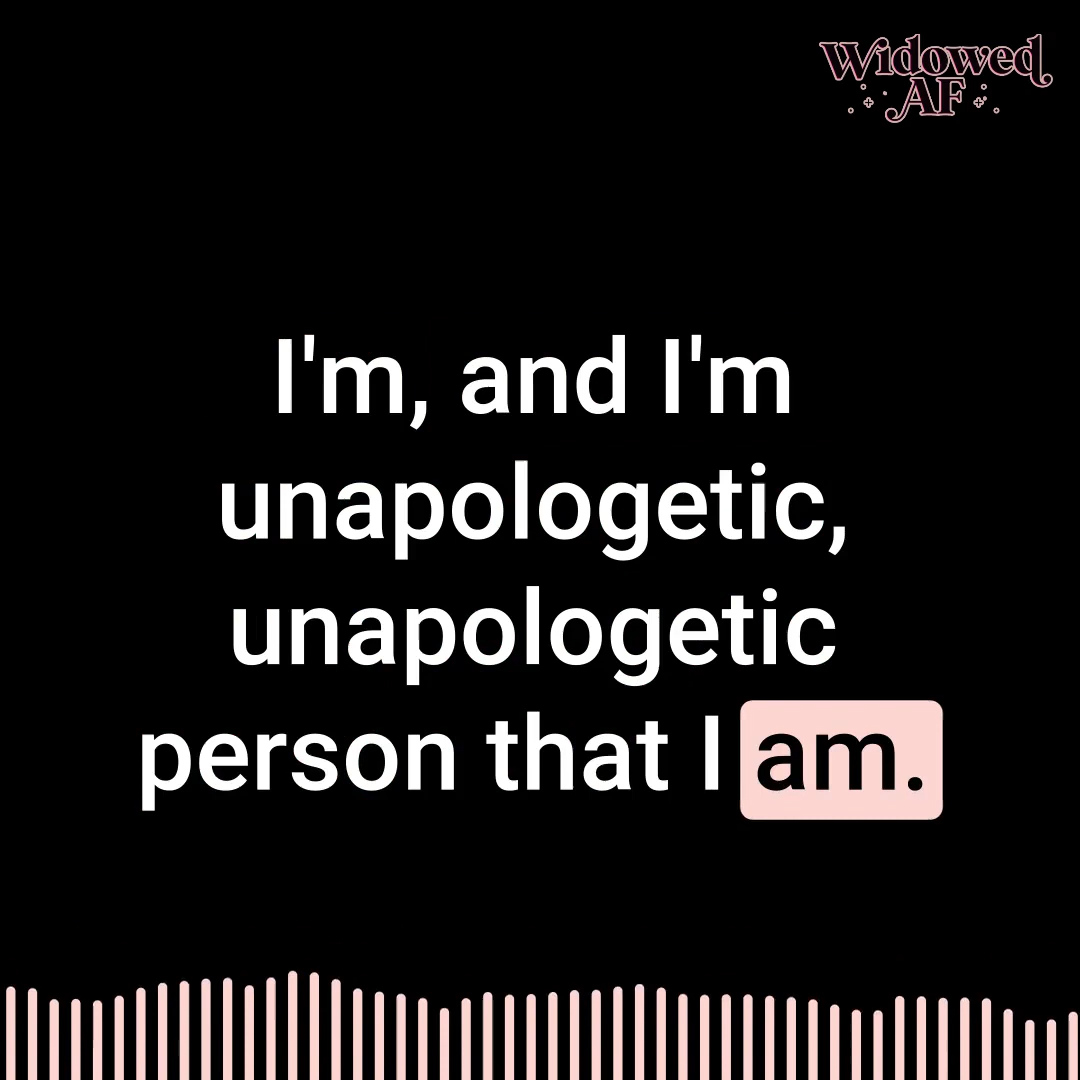 Widowed
AF
I'm, and I'm
unapologetic,
unapologetic
person that I am.